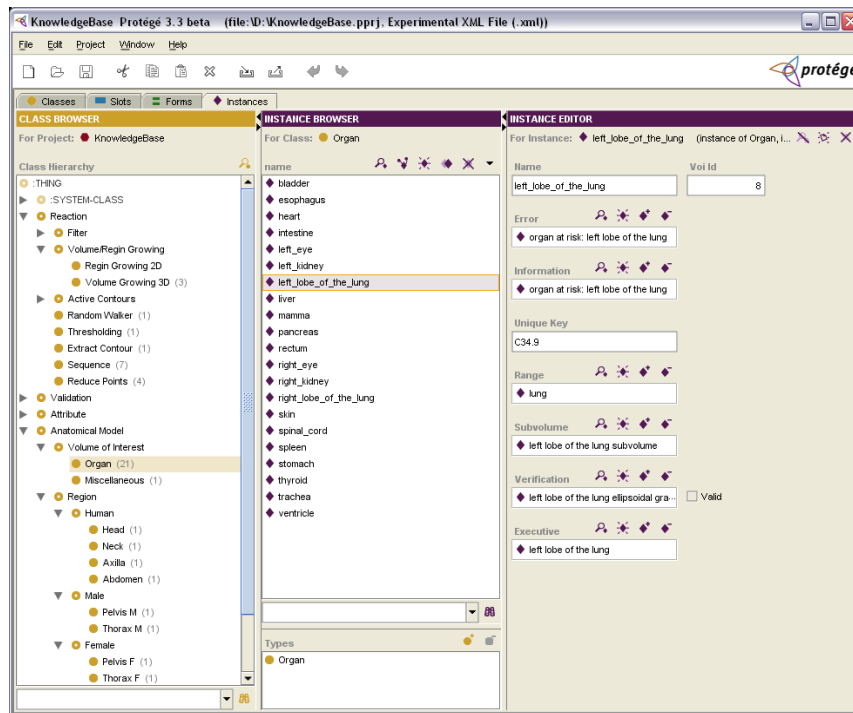 KnowledgeBase Protégé 3.3 beta (file:\D:\KnowledgeBase.pprj, Experimental XML File (.xml))
File Edit Project Window Help
protégé
Classes Slots Forms Instances
CLASS BROWSER
For Project: KnowledgeBase
Class Hierarchy
:THING
:SYSTEM-CLASS
Reaction
Filter
Volume/Regin Growing
Regin Growing 2D
Volume Growing 3D (3)
Active Contours
Random Walker (1)
Thresholding (1)
Extract Contour (1)
Sequence (7)
Reduce Points (4)
Validation
Attribute
Anatomical Model
Volume of Interest
Organ (21)
Miscellaneous (1)
Region
Human
Head (1)
Neck (1)
Axilla (1)
Abdomen (1)
Male
Pelvis M (1)
Thorax M (1)
Female
Pelvis F (1)
Thorax F (1)
INSTANCE BROWSER
For Class: Organ
name
bladder
esophagus
heart
intestine
left_eye
left_kidney
left_lobe_of_the_lung
liver
mamma
pancreas
rectum
right_eye
right_kidney
right_lobe_of_the_lung
skin
spinal_cord
spleen
stomach
thyroid
trachea
ventricle
Types
Organ
INSTANCE EDITOR
For Instance: left_lobe_of_the_lung (instance of Organ, i...
Name Voi Id
left_lobe_of_the_lung 8
Error
organ at risk: left lobe of the lung
Information
organ at risk: left lobe of the lung
Unique Key
C34.9
Range
lung
Subvolume
left lobe of the lung subvolume
Verification
left lobe of the lung ellipsoidal gra... Valid
Executive
left lobe of the lung